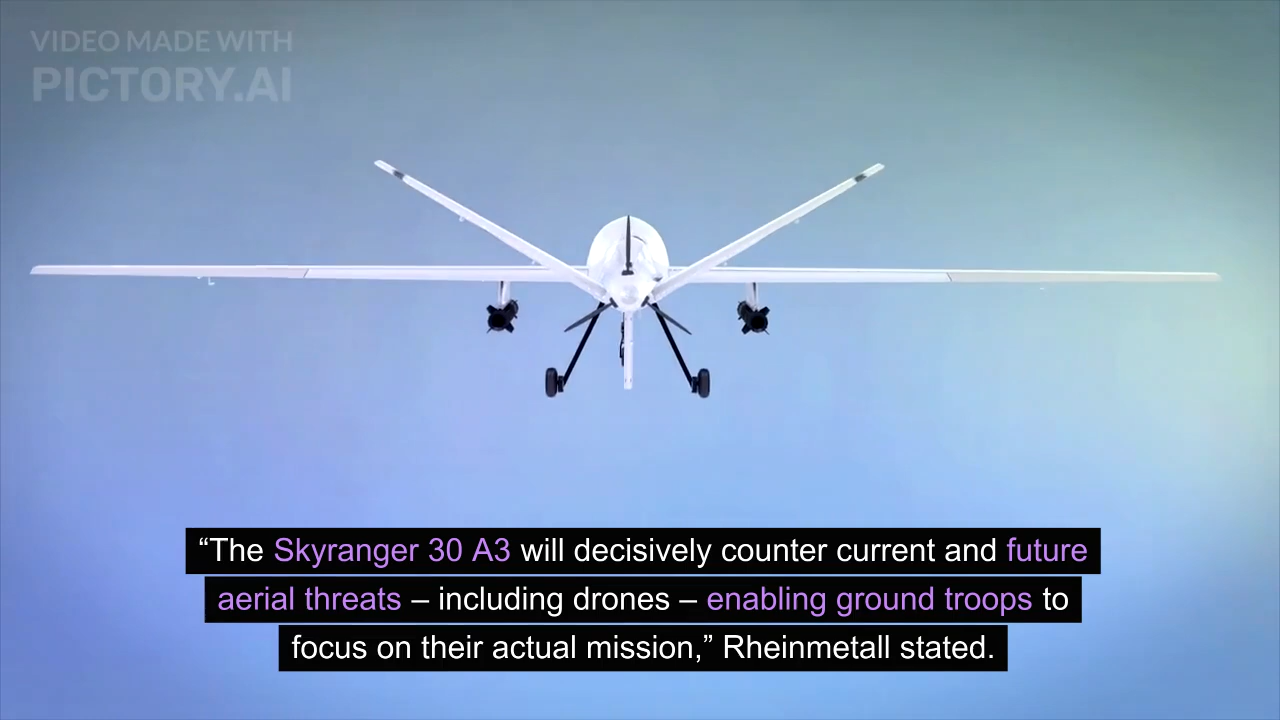 VIDEO MADE WITH
PICTORY.AI
“The Skyranger 30 A3 will decisively counter current and future
aerial threats – including drones – enabling ground troops to
focus on their actual mission,” Rheinmetall stated.